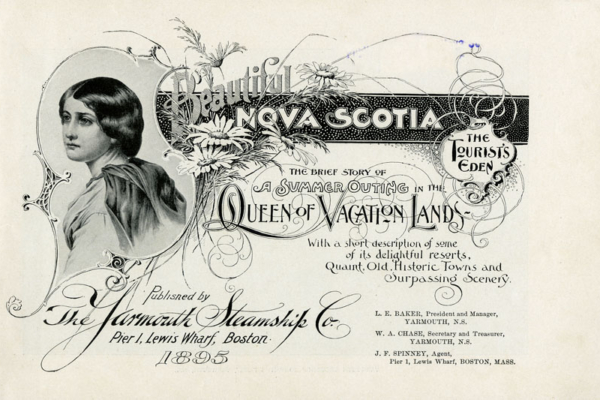 Beautiful
NOVA SCOTIA
THE
TOURIST'S
EDEN
THE BRIEF STORY OF
A SUMMER OUTING IN THE
QUEEN OF VACATION LANDS-
With a short description of some
of its delightful resorts,
Quaint, Old, Historic Towns and
Surpassing Scenery.
Published by
The Yarmouth Steamship Co.
Pier 1, Lewis Wharf, Boston.
1895
L. E. BAKER, President and Manager,
YARMOUTH, N.S.
W. A. CHASE, Secretary and Treasurer,
YARMOUTH, N.S.
J. F. SPINNEY, Agent,
Pier 1, Lewis Wharf, BOSTON, MASS.